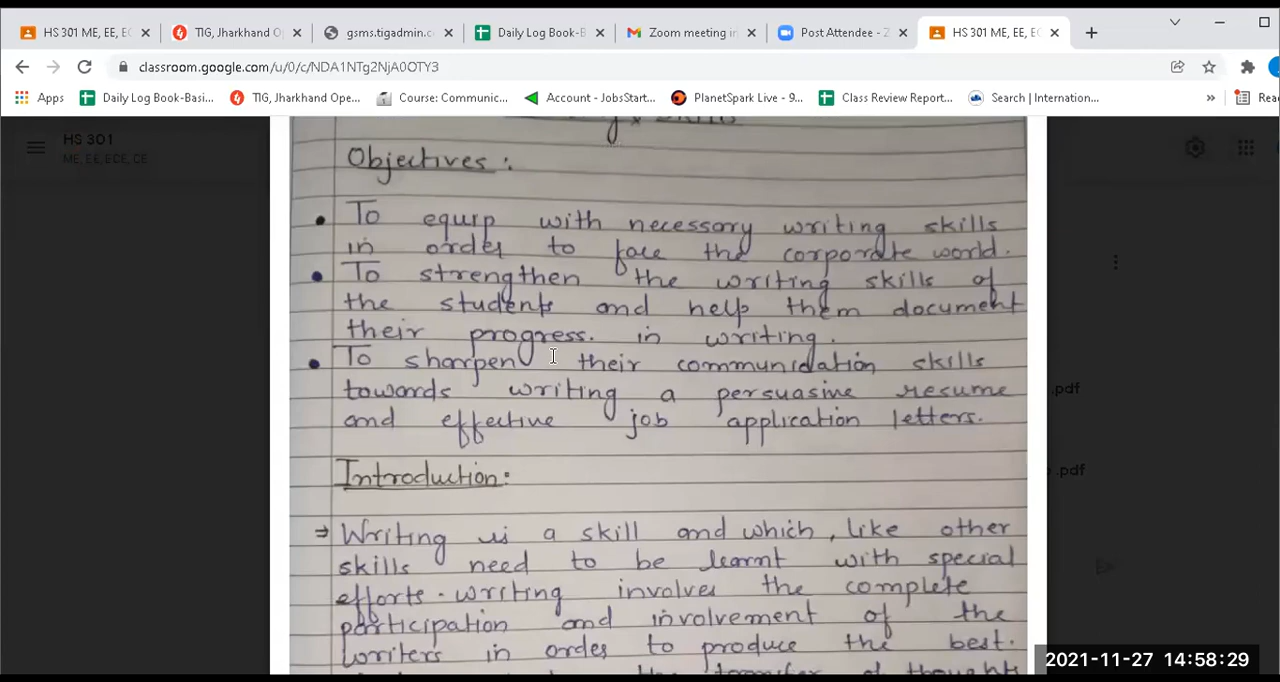 HS 301 ME, EE, EC
TIG, Jharkhand O
gsms.tigadmin.c
Daily Log Book-B
Zoom meeting in
Post Attendee - Z
HS 301 ME, EE, EC
classroom.google.com/u/0/c/NDA1NTg2NjA0OTY3
Apps
Daily Log Book-Basi...
TIG, Jharkhand Ope...
Course: Communic...
Account - JobsStart...
PlanetSpark Live - 9...
Class Review Report...
Search | Internation...
»
Rea
HS 301
ME, EE, ECE, CE
Objectives :
• To equip with necessary writing skills
in order to face the corporate world.
• To strengthen the writing skills of
the students and help them document
their progress. in writing.
• To sharpen their communication skills
towards writing a persuasive resume
and effective job application letters.
.pdf
.pdf
Introduction:
⇒ Writing is a skill and which, like other
skills need to be learnt with special
efforts. writing involves the complete
participation and involvement of the
writers in order to produce the best.
the transfer of thoughts
2021-11-27 14:58:29